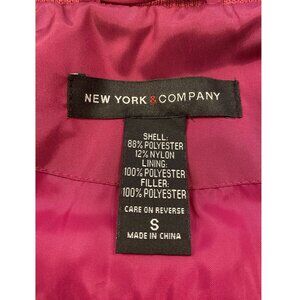 NEW YORK & COMPANY
SHELL:
88% POLYESTER
12% NYLON
LINING:
100% POLYESTER
FILLER:
100% POLYESTER
CARE ON REVERSE
S
MADE IN CHINA